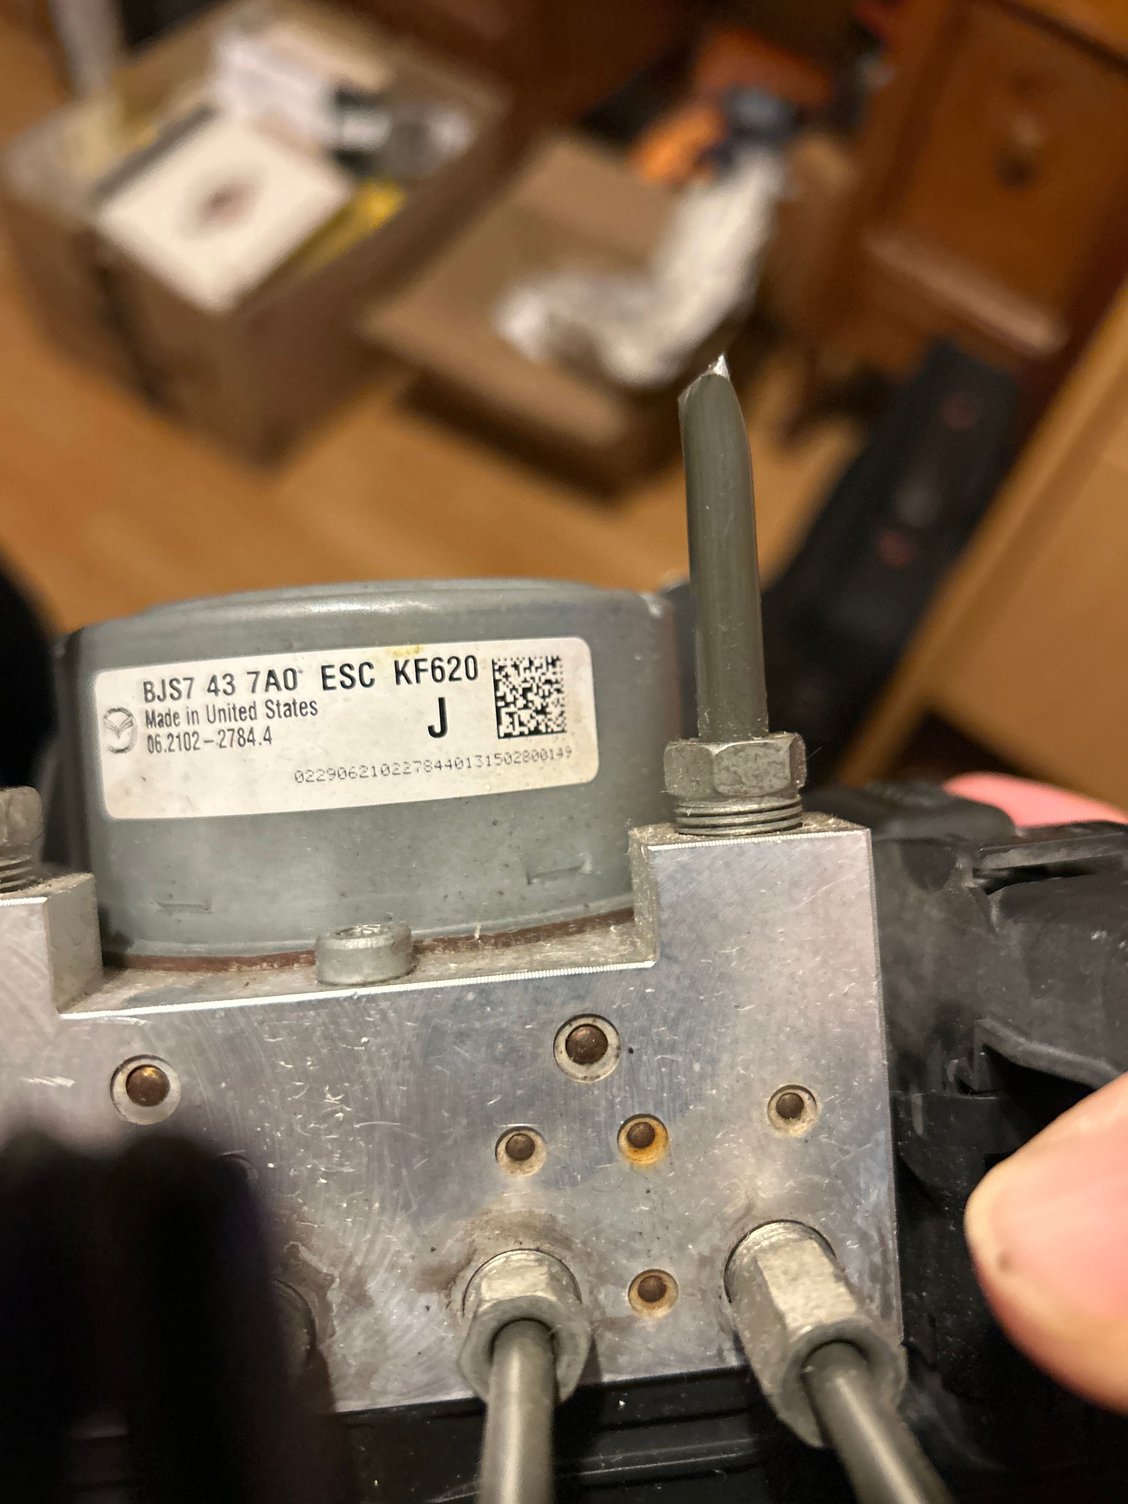 BJS7 43 7A0 ESC KF620
Made in United States
J
06.2102-2784.4
0229062102278440131502800149